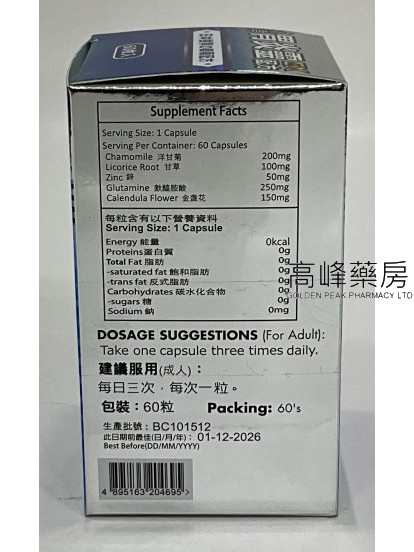 Supplement Facts
Serving Size: 1 Capsule
Serving Per Container: 60 Capsules
Chamomile 洋甘菊 200mg
Licorice Root 甘草 100mg
Zinc 鋅 50mg
Glutamine 麩醯胺酸 250mg
Calendula Flower 金盞花 150mg
每粒含有以下營養資料
Serving Size: 1 Capsule
Energy 能量 0kcal
Proteins蛋白質 0g
Total Fat 脂肪 0g
-saturated fat 飽和脂肪 0g
-trans fat 反式脂肪 0g
Carbohydrates 碳水化合物 0g
-sugars 糖 0g
Sodium 鈉 0mg
高峰藥房
GOLDEN PEAK PHARMACY LTD
DOSAGE SUGGESTIONS (For Adult):
Take one capsule three times daily.
建議服用(成人)：
每日三次，每次一粒。
包裝：60粒 Packing: 60's
生產批號： BC101512
此日期前最佳(日/月/年)： 01-12-2026
Best Before(DD/MM/YYYY)
4 895163 204695>